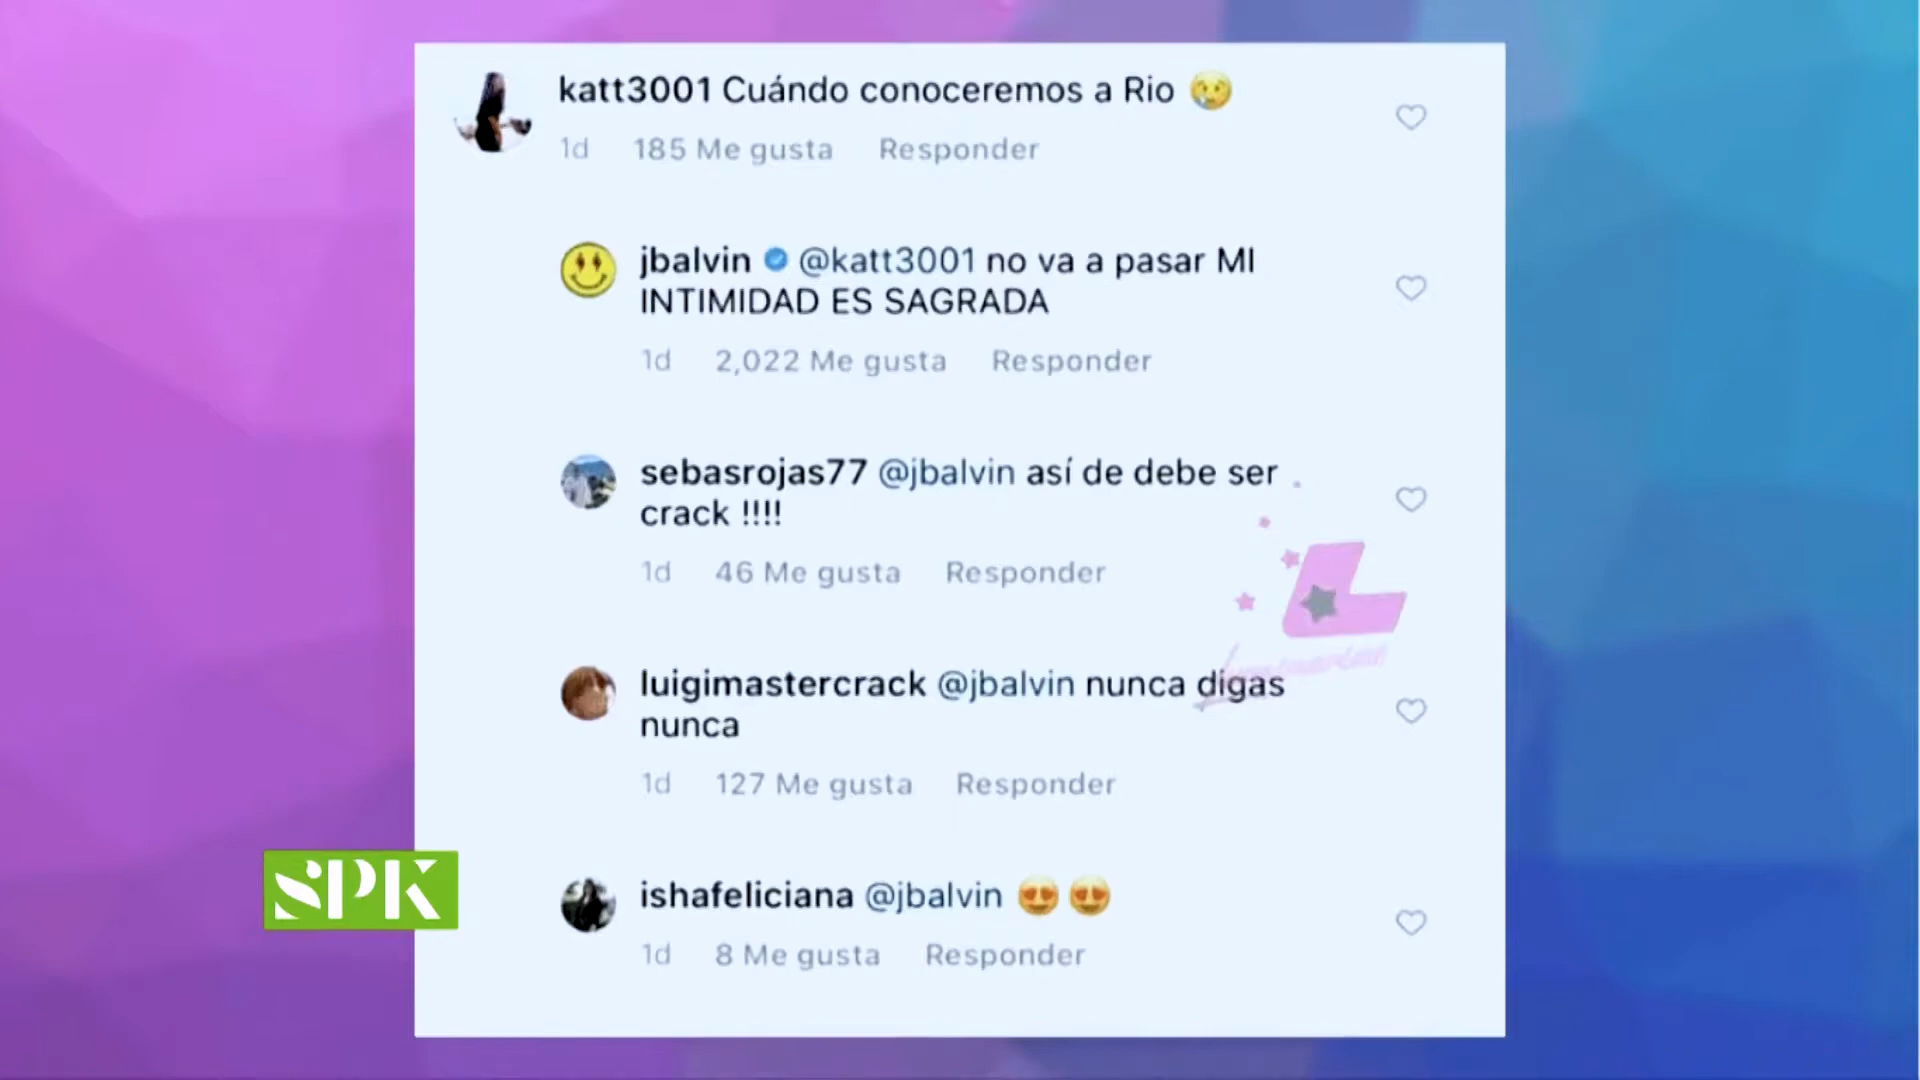 katt3001 Cuándo conoceremos a Rio 😢
1d 185 Me gusta Responder
jbalvin @katt3001 no va a pasar MI
INTIMIDAD ES SAGRADA
1d 2,022 Me gusta Responder
sebasrojas77 @jbalvin así de debe ser
crack !!!!
1d 46 Me gusta Responder
luigimastercrack @jbalvin nunca digas
nunca
1d 127 Me gusta Responder
SPK
ishafeliciana @jbalvin 😍😍
1d 8 Me gusta Responder